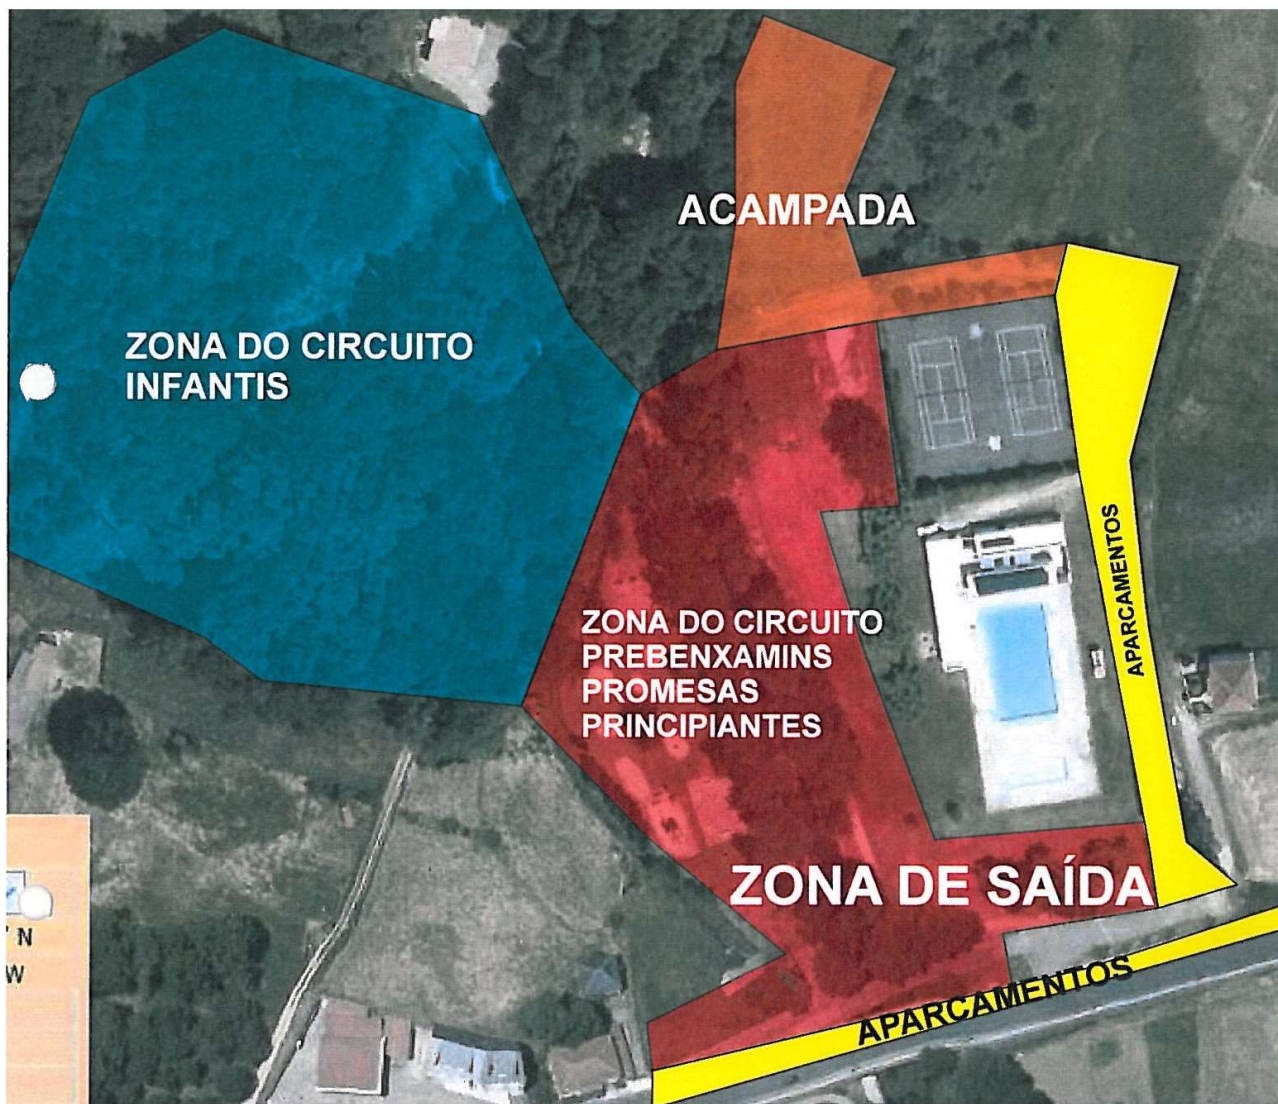 ACAMPADA
ZONA DO CIRCUITO
INFANTIS
APARCAMENTOS
ZONA DO CIRCUITO
PREBENXAMINS
PROMESAS
PRINCIPIANTES
ZONA DE SAÍDA
N
W
APARCAMENTOS